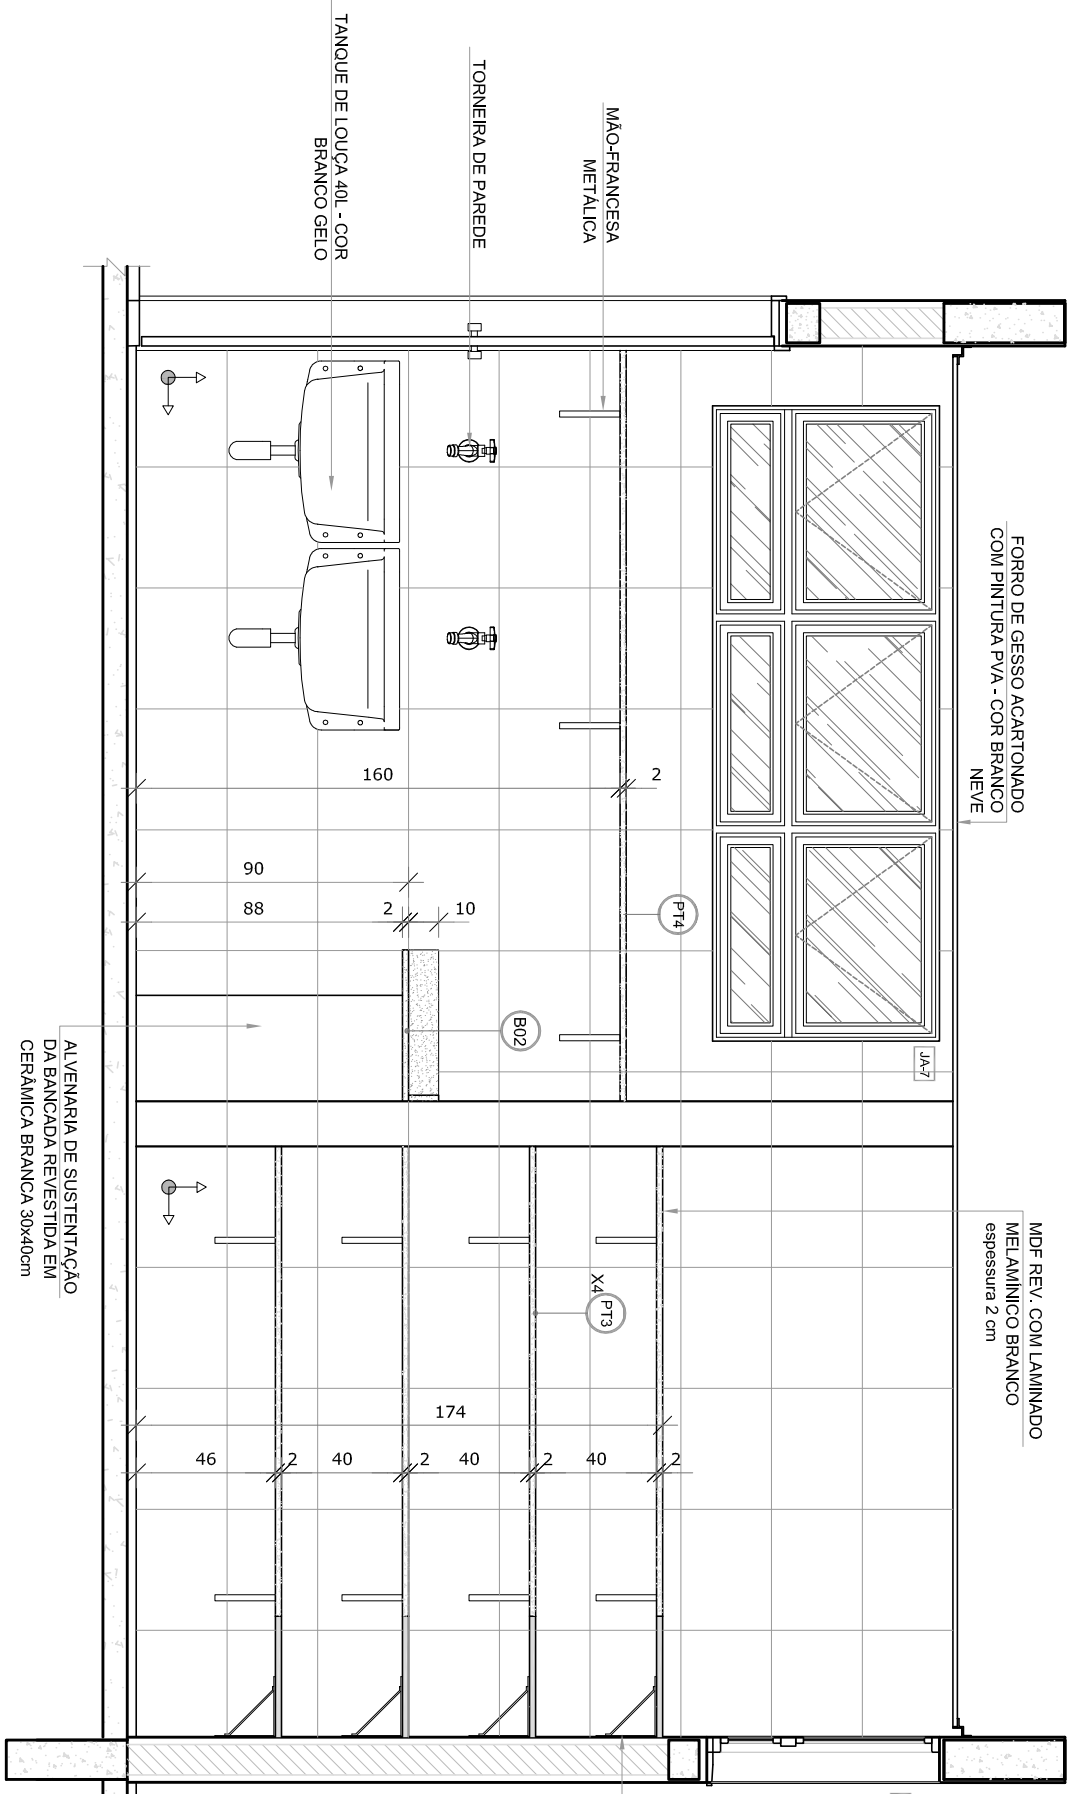 TANQUE DE LOUÇA 40L - COR
BRANCO GELO
TORNEIRA DE PAREDE
MÃO-FRANCESA
METÁLICA
FORRO DE GESSO ACARTONADO
COM PINTURA PVA - COR BRANCO
NEVE
160
2
90
88
2
10
PT4
B02
JA-7
ALVENARIA DE SUSTENTAÇÃO
DA BANCADA REVESTIDA EM
CERÂMICA BRANCA 30x40cm
MDF REV. COM LAMINADO
MELAMÍNICO BRANCO
espessura 2 cm
PT3
X4
174
46
2
40
2
40
2
40
2